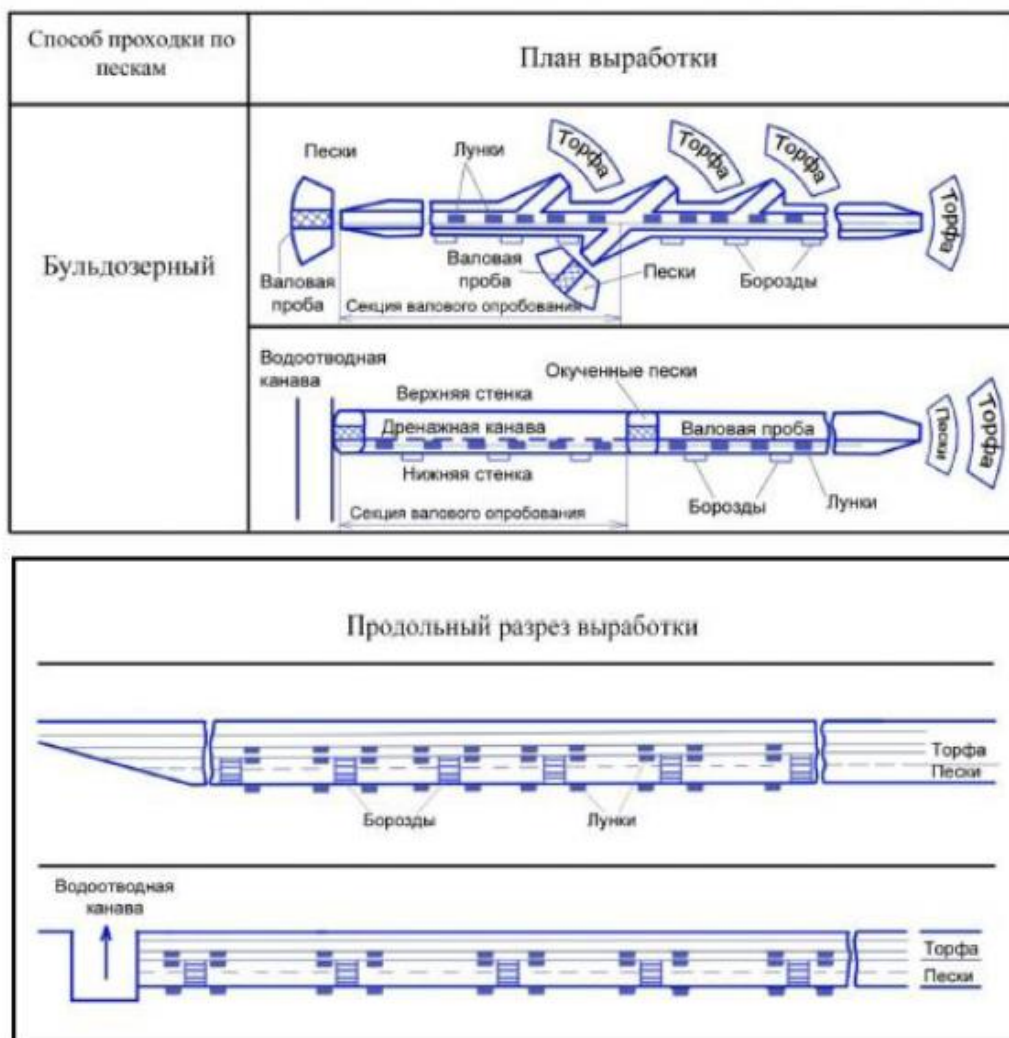 Способ проходки по
пескам
План выработки
Бульдозерный
Пески
Лунки
Торфа
Торфа
Торфа
Торфа
Валовая
проба
Валовая
проба
Пески
Борозды
Секция валового опробования
Водоотводная
канава
Верхняя стенка
Окученные пески
Дренажная канава
Валовая проба
Пески
Торфа
Нижняя стенка
Борозды
Лунки
Секция валового опробования
Продольный разрез выработки
Торфа
Пески
Борозды
Лунки
Водоотводная
канава
Торфа
Пески